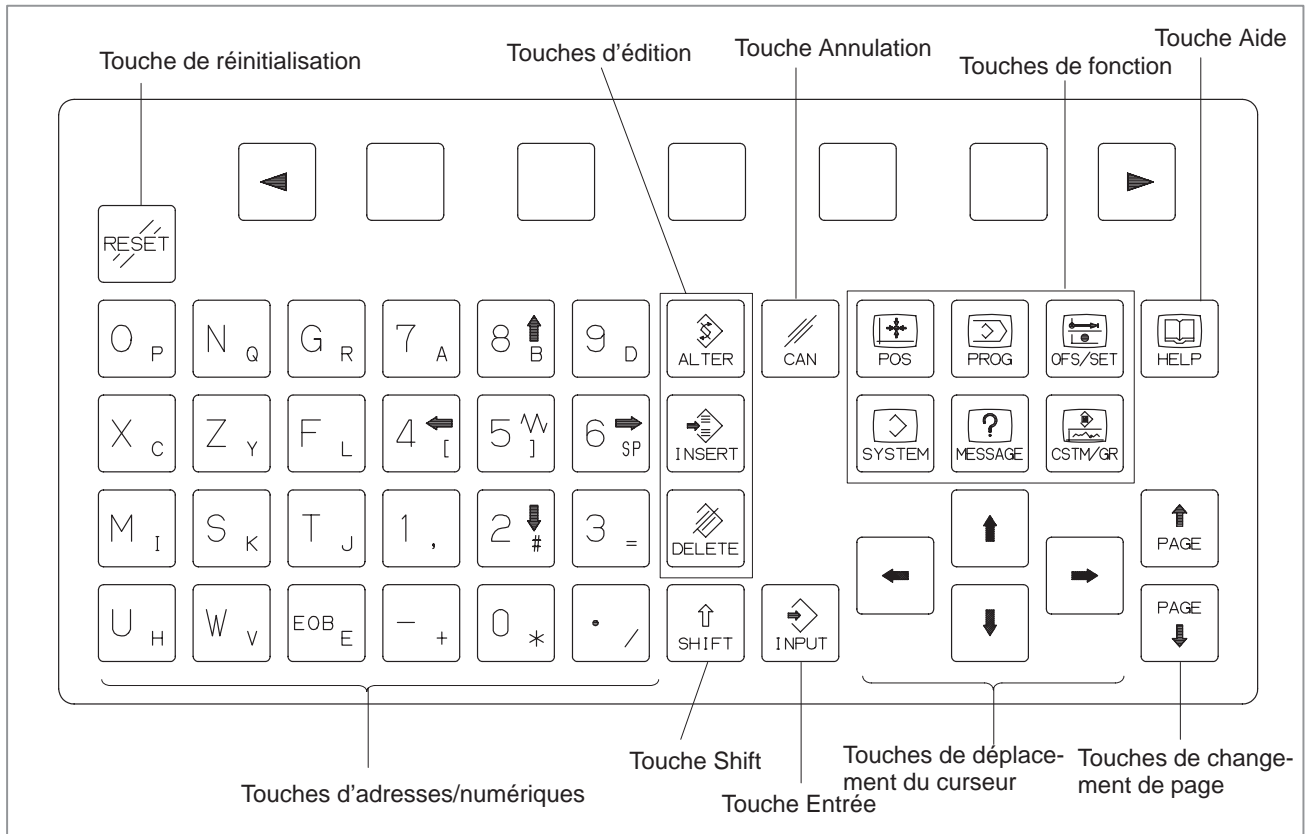 Touche de réinitialisation
Touches d'édition
Touche Annulation
Touches de fonction
Touche Aide
RESET
O P
N Q
G R
7 A
8 B
9 D
ALTER
CAN
POS
PROG
OFS/SET
HELP
X C
Z Y
F L
4 [
5 ]
6 SP
INSERT
SYSTEM
? MESSAGE
CSTM/GR
M I
S K
T J
1 ,
2 #
3 =
DELETE
PAGE
U H
W V
EOB E
- +
0 *
. /
SHIFT
INPUT
PAGE
Touches d'adresses/numériques
Touche Shift
Touche Entrée
Touches de déplace-
ment du curseur
Touches de change-
ment de page